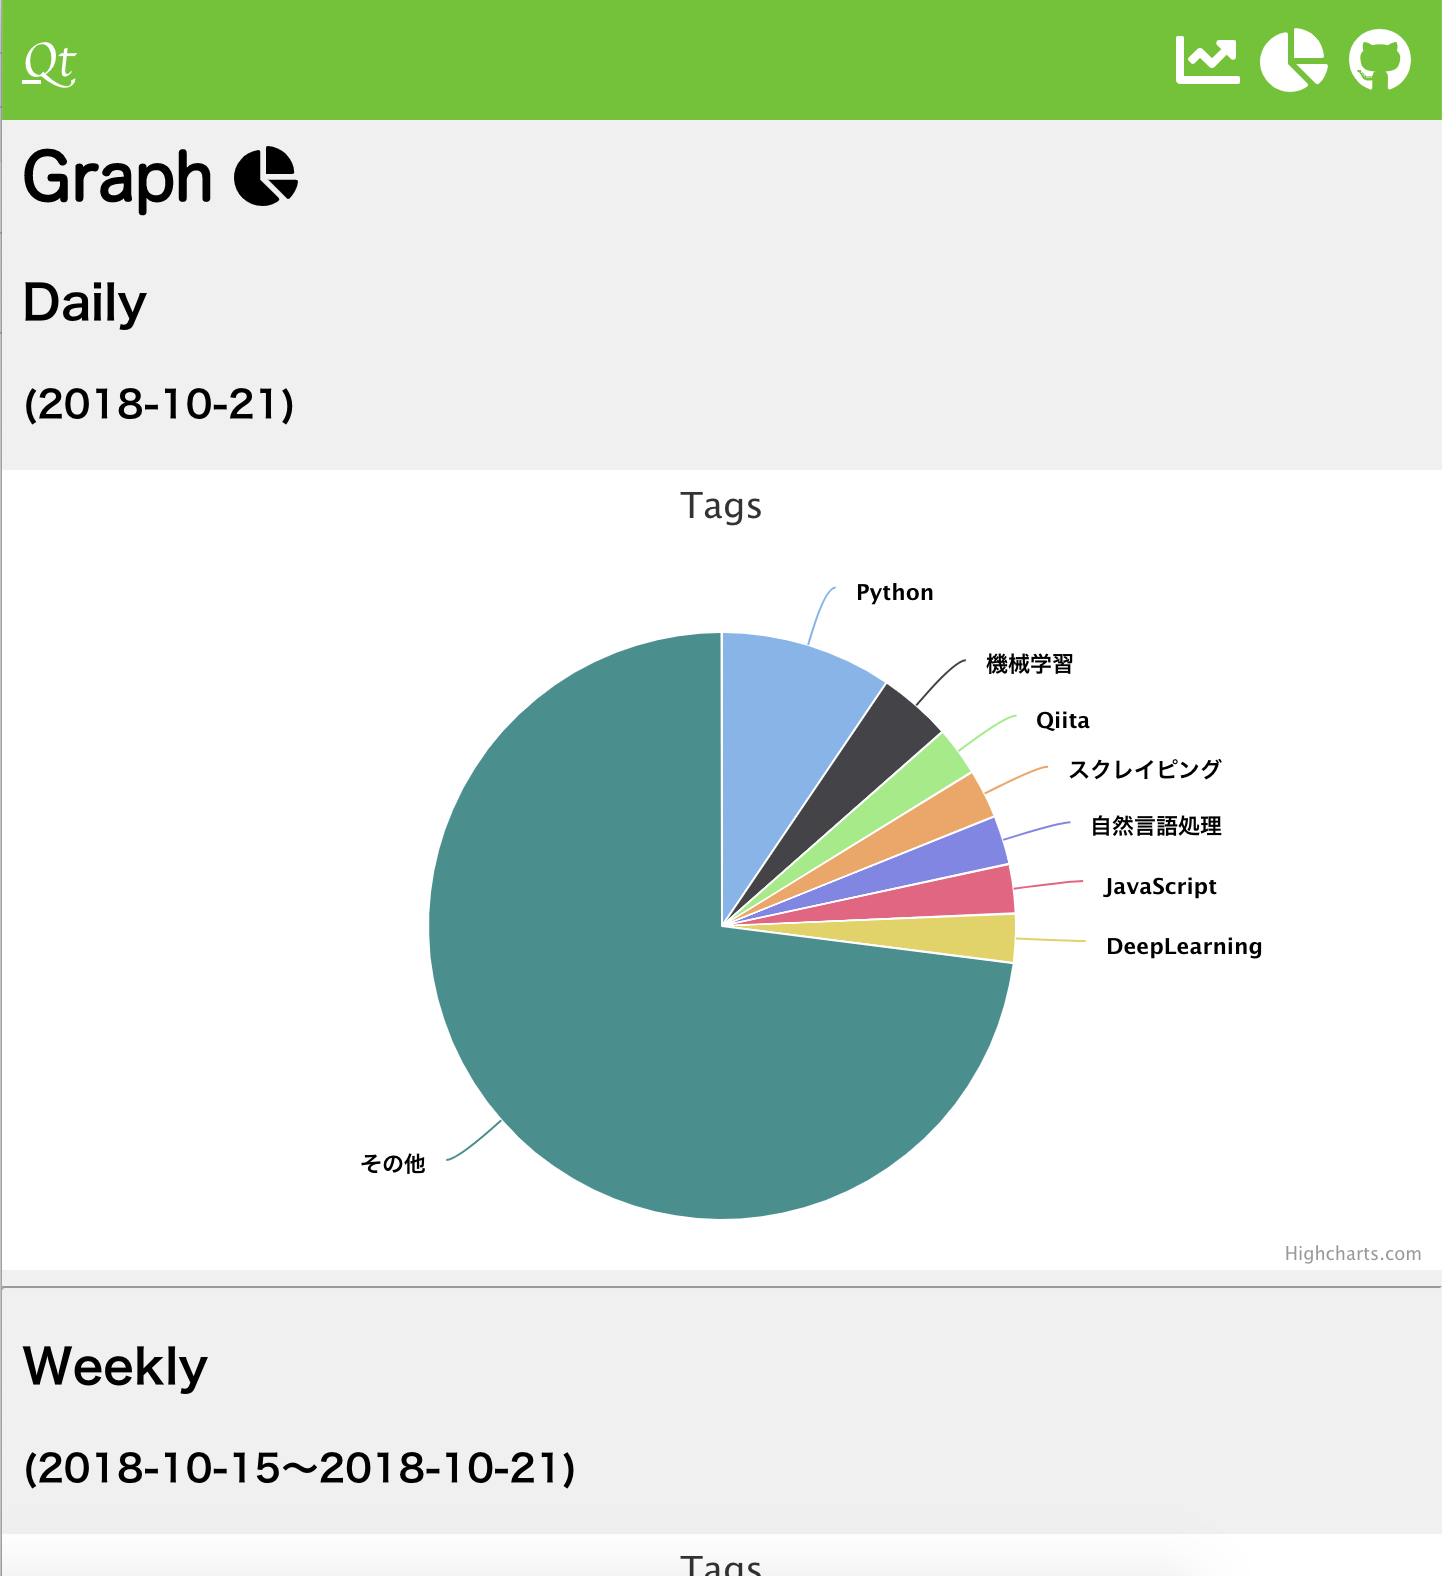 Qt
Graph
Daily
(2018-10-21)
Tags
Python
機械学習
Qiita
スクレイピング
自然言語処理
JavaScript
DeepLearning
その他
Highcharts.com
Weekly
(2018-10-15〜2018-10-21)
Tags